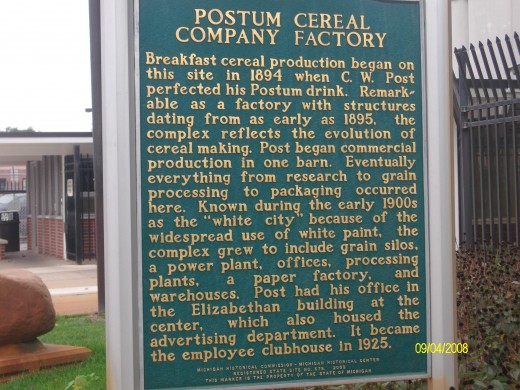 POSTUM CEREAL
COMPANY FACTORY
Breakfast cereal production began on
this site in 1894 when C. W. Post
perfected his Postum drink. Remark-
able as a factory with structures
dating from as early as 1895, the
complex reflects the evolution of
cereal making. Post began commercial
production in one barn. Eventually
everything from research to grain
processing to packaging occurred
here. Known during the early 1900s
as the "white city" because of the
widespread use of white paint, the
complex grew to include grain silos,
a power plant, offices, processing
plants, a paper factory, and
warehouses. Post had his office in
the Elizabethan building at the
center, which also housed the
advertising department. It became
the employee clubhouse in 1925.
MICHIGAN HISTORICAL COMMISSION - MICHIGAN HISTORICAL CENTER
REGISTERED STATE SITE NO.
THIS MARKER IS THE PROPERTY OF THE STATE OF MICHIGAN
09/04/2008